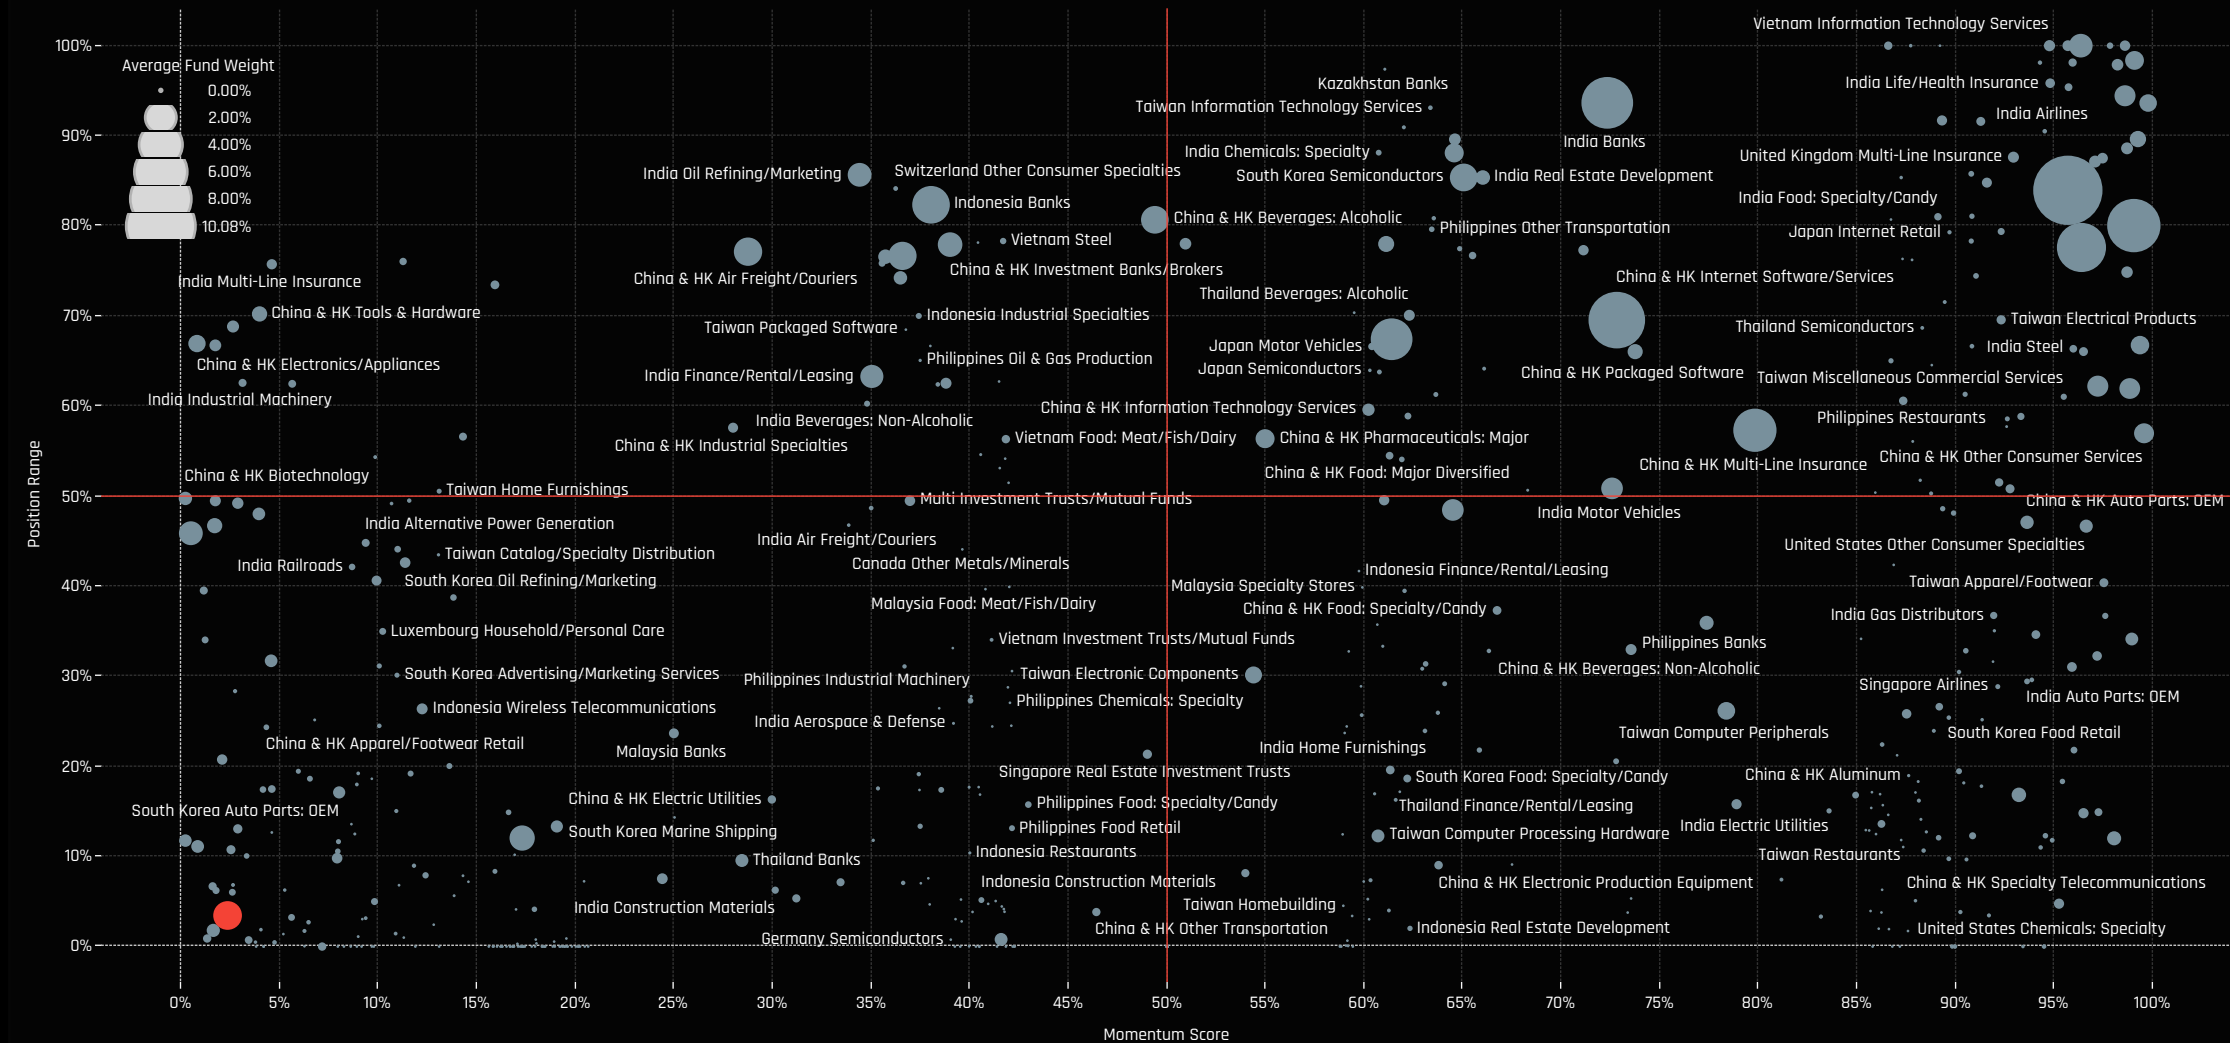 Vietnam Information Technology Services
100%
Average Fund Weight
0.00%
2.00%
4.00%
6.00%
8.00%
10.08%
Kazakhstan Banks
India Life/Health Insurance
Taiwan Information Technology Services
India Airlines
90%
India Banks
India Chemicals: Specialty
United Kingdom Multi-Line Insurance
India Oil Refining/Marketing
Switzerland Other Consumer Specialties
South Korea Semiconductors
India Real Estate Development
Indonesia Banks
India Food: Specialty/Candy
China & HK Beverages: Alcoholic
80%
Philippines Other Transportation
Japan Internet Retail
Vietnam Steel
China & HK Air Freight/Couriers
China & HK Investment Banks/Brokers
China & HK Internet Software/Services
India Multi-Line Insurance
Thailand Beverages: Alcoholic
China & HK Tools & Hardware
70%
Indonesia Industrial Specialties
Taiwan Electrical Products
Taiwan Packaged Software
Thailand Semiconductors
Japan Motor Vehicles
India Steel
Philippines Oil & Gas Production
China & HK Electronics/Appliances
Japan Semiconductors
China & HK Packaged Software
India Finance/Rental/Leasing
Taiwan Miscellaneous Commercial Services
India Industrial Machinery
60%
China & HK Information Technology Services
India Beverages: Non-Alcoholic
Philippines Restaurants
China & HK Industrial Specialties
Vietnam Food: Meat/Fish/Dairy
China & HK Pharmaceuticals: Major
China & HK Other Consumer Services
China & HK Multi-Line Insurance
China & HK Biotechnology
China & HK Food: Major Diversified
Taiwan Home Furnishings
50%
Multi Investment Trusts/Mutual Funds
China & HK Auto Parts: OEM
India Motor Vehicles
India Alternative Power Generation
India Air Freight/Couriers
United States Other Consumer Specialties
Taiwan Catalog/Specialty Distribution
India Railroads
Canada Other Metals/Minerals
Indonesia Finance/Rental/Leasing
South Korea Oil Refining/Marketing
40%
Malaysia Specialty Stores
Taiwan Apparel/Footwear
Malaysia Food: Meat/Fish/Dairy
China & HK Food: Specialty/Candy
India Gas Distributors
Luxembourg Household/Personal Care
Vietnam Investment Trusts/Mutual Funds
Philippines Banks
China & HK Beverages: Non-Alcoholic
South Korea Advertising/Marketing Services
30%
Philippines Industrial Machinery
Taiwan Electronic Components
Singapore Airlines
India Auto Parts: OEM
Philippines Chemicals: Specialty
Indonesia Wireless Telecommunications
India Aerospace & Defense
Taiwan Computer Peripherals
South Korea Food Retail
China & HK Apparel/Footwear Retail
Malaysia Banks
India Home Furnishings
20%
Singapore Real Estate Investment Trusts
South Korea Food: Specialty/Candy
China & HK Aluminum
China & HK Electric Utilities
Philippines Food: Specialty/Candy
Thailand Finance/Rental/Leasing
South Korea Auto Parts: OEM
South Korea Marine Shipping
Philippines Food Retail
Taiwan Computer Processing Hardware
India Electric Utilities
10%
Thailand Banks
Indonesia Restaurants
Taiwan Restaurants
Indonesia Construction Materials
China & HK Electronic Production Equipment
China & HK Specialty Telecommunications
India Construction Materials
Taiwan Homebuilding
China & HK Other Transportation
Indonesia Real Estate Development
United States Chemicals: Specialty
Germany Semiconductors
0%
Position Range
0%
5%
10%
15%
20%
25%
30%
35%
40%
45%
50%
55%
60%
65%
70%
75%
80%
85%
90%
95%
100%
Momentum Score